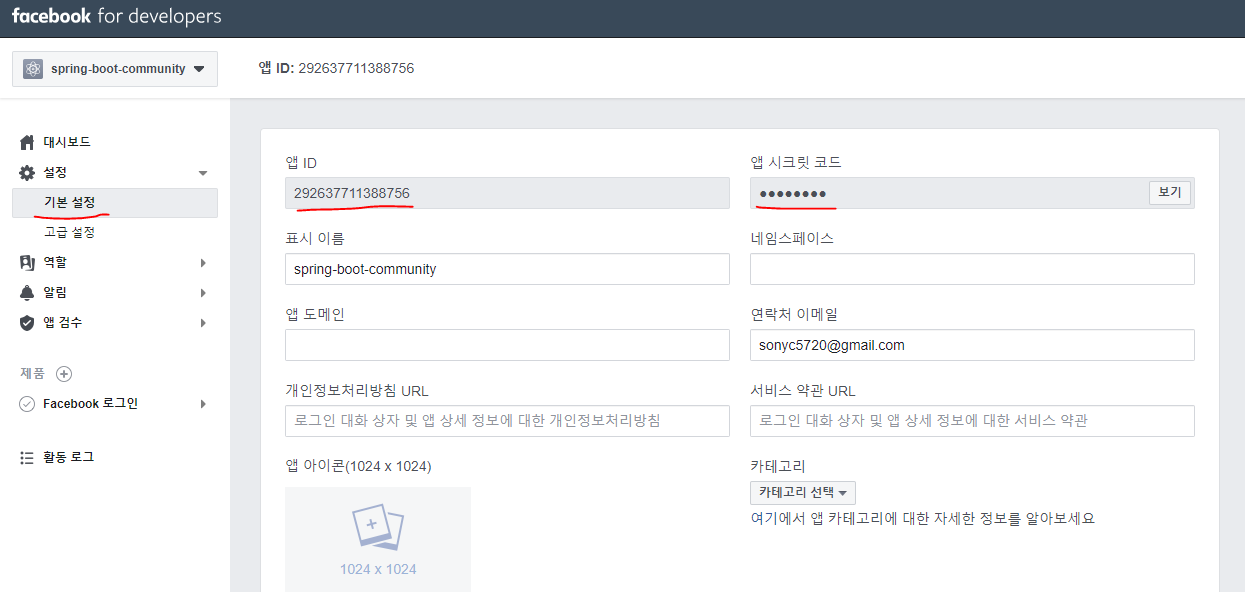 facebook for developers
spring-boot-community
앱 ID: 292637711388756
대시보드
설정
기본 설정
고급 설정
역할
알림
앱 검수
제품
Facebook 로그인
활동 로그
앱 ID
앱 시크릿 코드
292637711388756
●●●●●●●●
보기
표시 이름
네임스페이스
spring-boot-community
앱 도메인
연락처 이메일
sonyc5720@gmail.com
개인정보처리방침 URL
서비스 약관 URL
로그인 대화 상자 및 앱 상세 정보에 대한 개인정보처리방침
로그인 대화 상자 및 앱 상세 정보에 대한 서비스 약관
앱 아이콘(1024 x 1024)
카테고리
카테고리 선택
여기에서 앱 카테고리에 대한 자세한 정보를 알아보세요
1024 x 1024